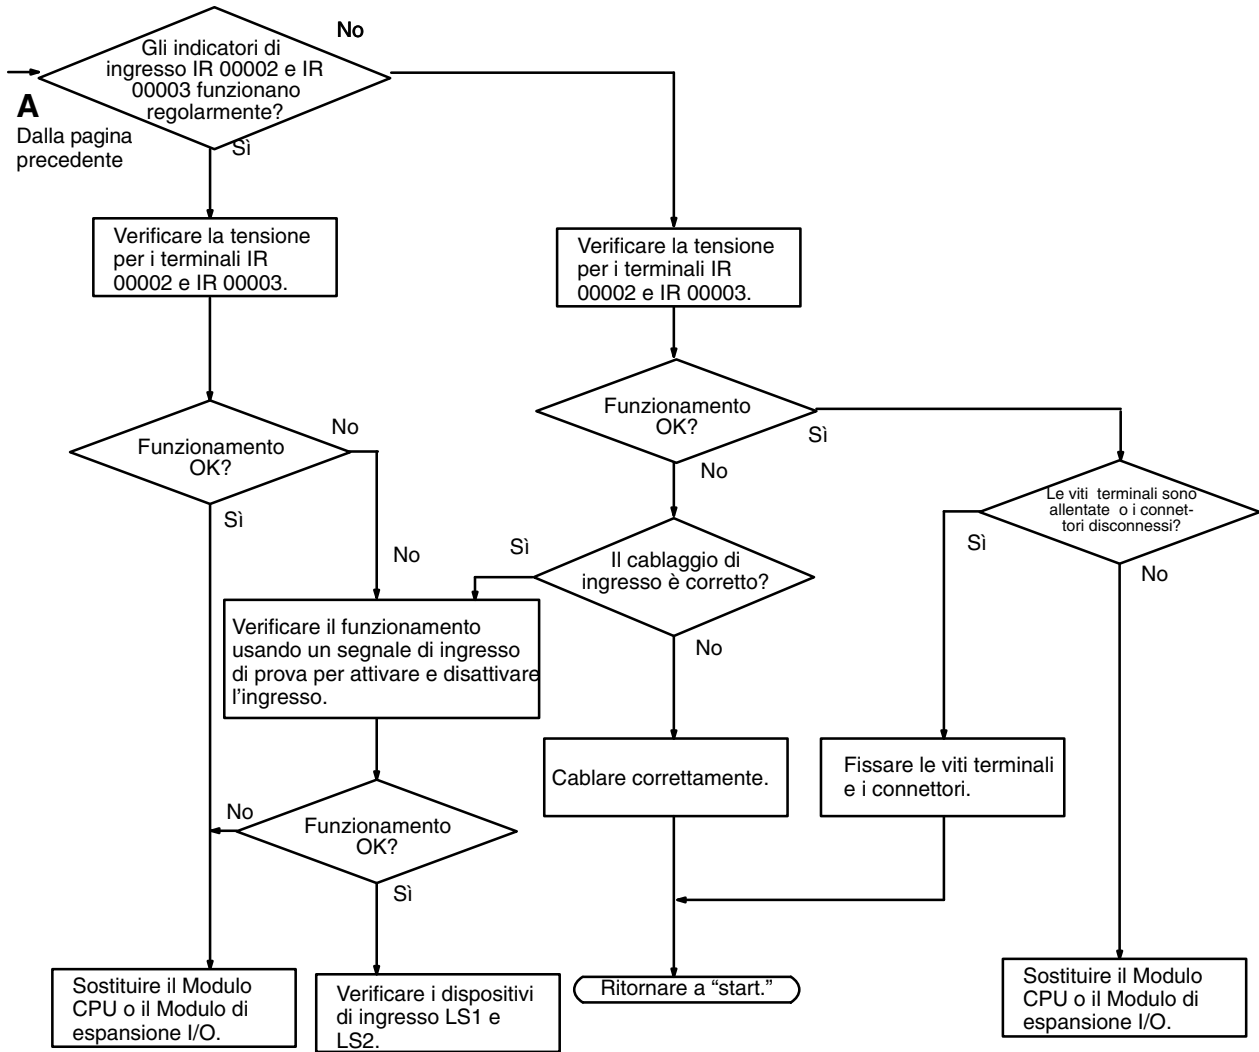 No
Gli indicatori di
ingresso IR 00002 e IR
00003 funzionano
regolarmente?
A
Dalla pagina
precedente
Sì
Verificare la tensione
per i terminali IR
00002 e IR 00003.
Verificare la tensione
per i terminali IR
00002 e IR 00003.
Funzionamento
OK?
No
Sì
Funzionamento
OK?
Sì
No
Le viti terminali sono
allentate o i connet-
tori disconnessi?
Sì
No
No
Sì
Il cablaggio di
ingresso è corretto?
No
Verificare il funzionamento
usando un segnale di ingresso
di prova per attivare e disattivare
l'ingresso.
Cablare correttamente.
Fissare le viti terminali
e i connettori.
No
Funzionamento
OK?
Sì
Sostituire il Modulo
CPU o il Modulo di
espansione I/O.
Verificare i dispositivi
di ingresso LS1 e
LS2.
Ritornare a “start.”
Sostituire il Modulo
CPU o il Modulo di
espansione I/O.